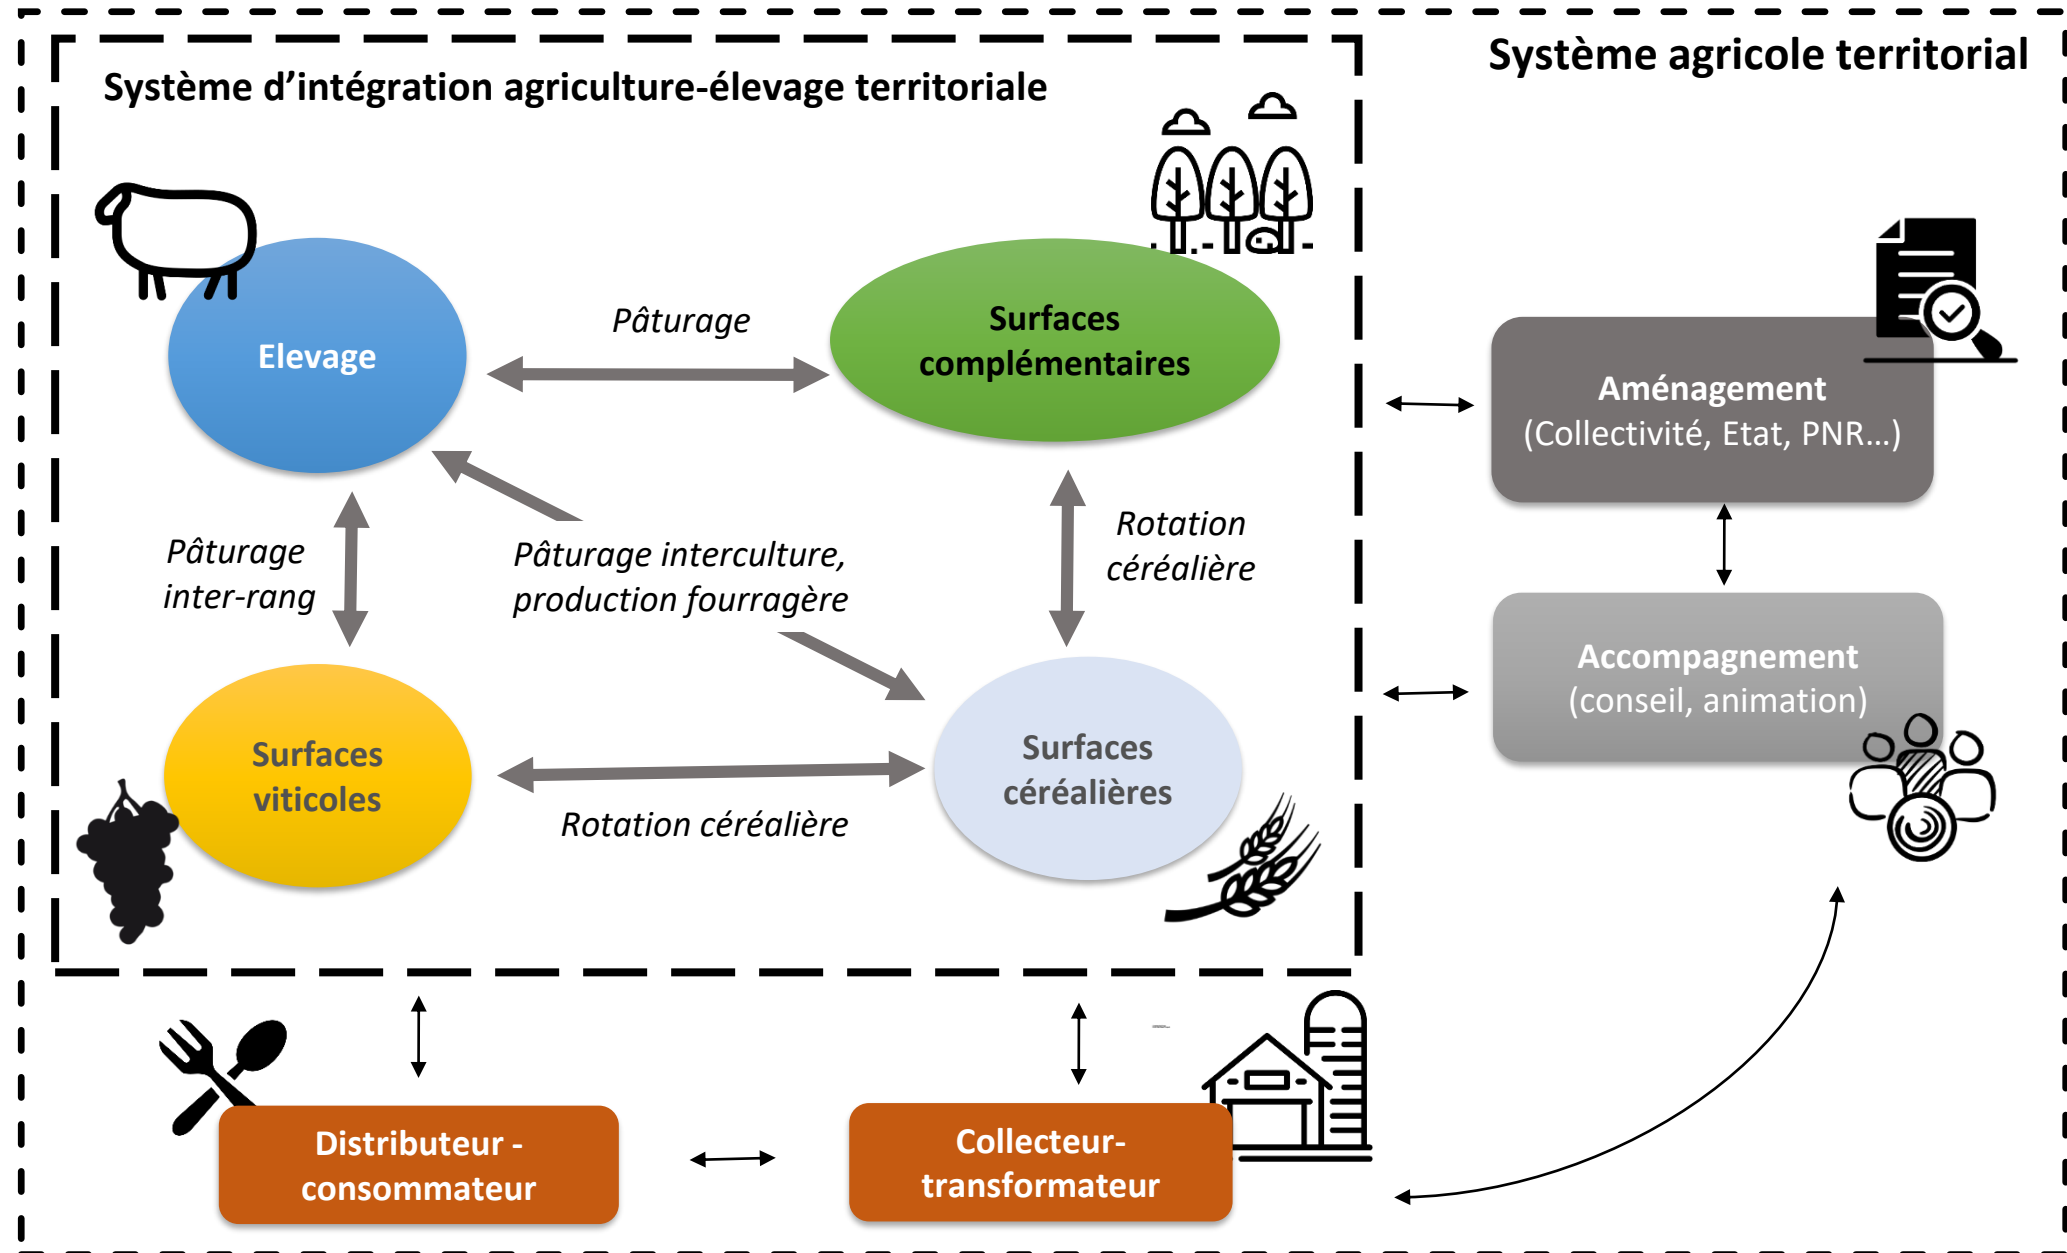 Système agricole territorial
Système d’intégration agriculture-élevage territoriale
Elevage
Pâturage
Surfaces
complémentaires
Aménagement
(Collectivité, Etat, PNR…)
Pâturage
inter-rang
Pâturage interculture,
production fourragère
Rotation
céréalière
Accompagnement
(conseil, animation)
Surfaces
viticoles
Rotation céréalière
Surfaces
céréalières
Distributeur -
consommateur
Collecteur-
transformateur